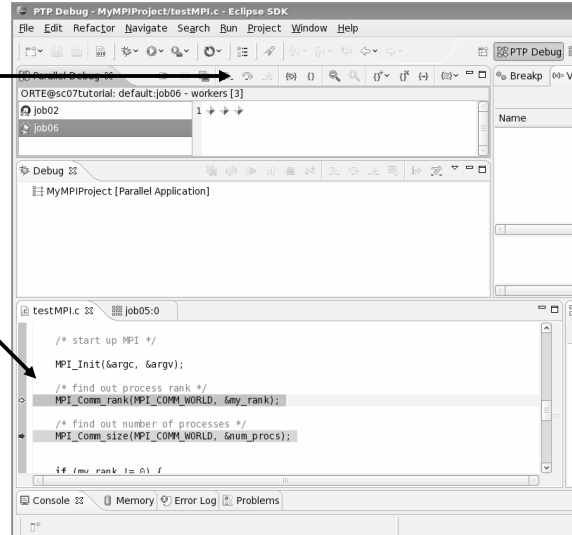 PTP Debug - MyMPIProject/testMPI.c - Eclipse SDK
File Edit Refactor Navigate Search Run Project Window Help
PTP Debug
Parallel Debug
Breakp
ORTE@sc07tutorial: default:job06 - workers [3]
job02
1
job06
Name
Debug
MyMPIProject [Parallel Application]
testMPI.c job05:0
/* start up MPI */
MPI_Init(&argc, &argv);
/* find out process rank */
MPI_Comm_rank(MPI_COMM_WORLD, &my_rank);
/* find out number of processes */
MPI_Comm_size(MPI_COMM_WORLD, &num_procs);
if (my_rank != 0) {
Console Memory Error Log Problems